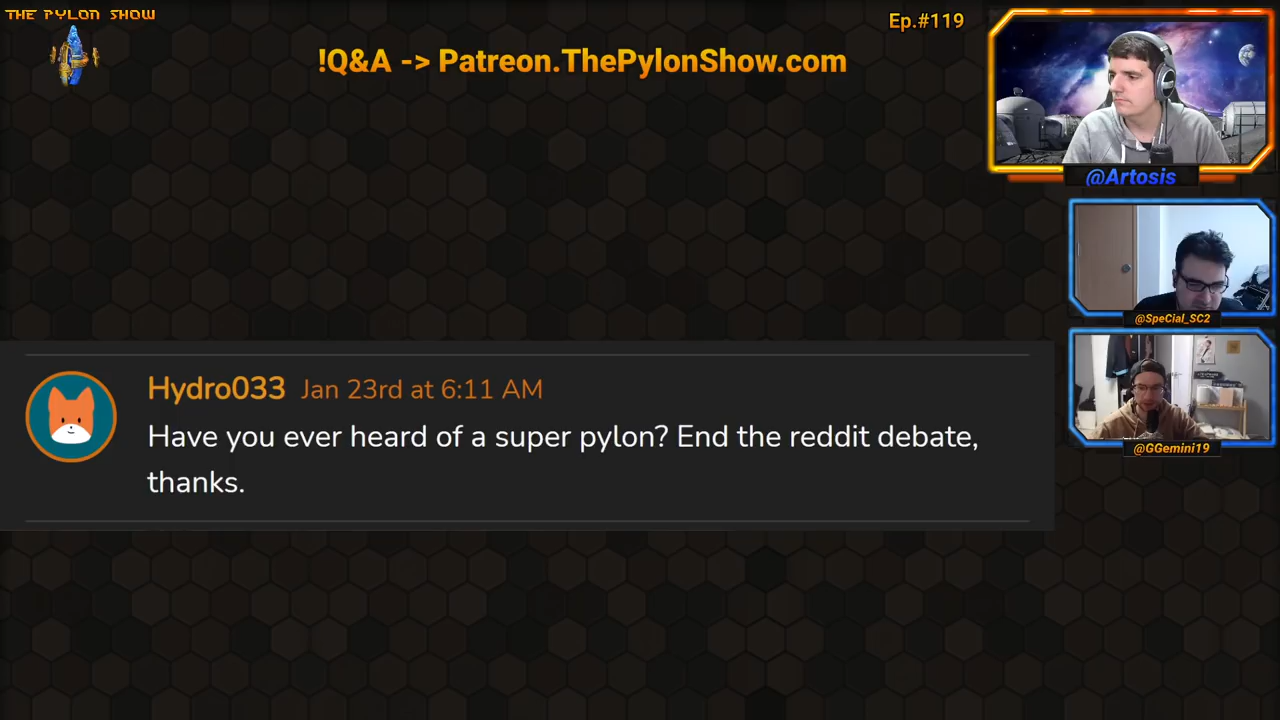 THE PYLON SHOW
Ep.#119
!Q&A -> Patreon.ThePylonShow.com
@Artosis
@SpeCial_SC2
@GGemini19
Hydro033 Jan 23rd at 6:11 AM
Have you ever heard of a super pylon? End the reddit debate,
thanks.